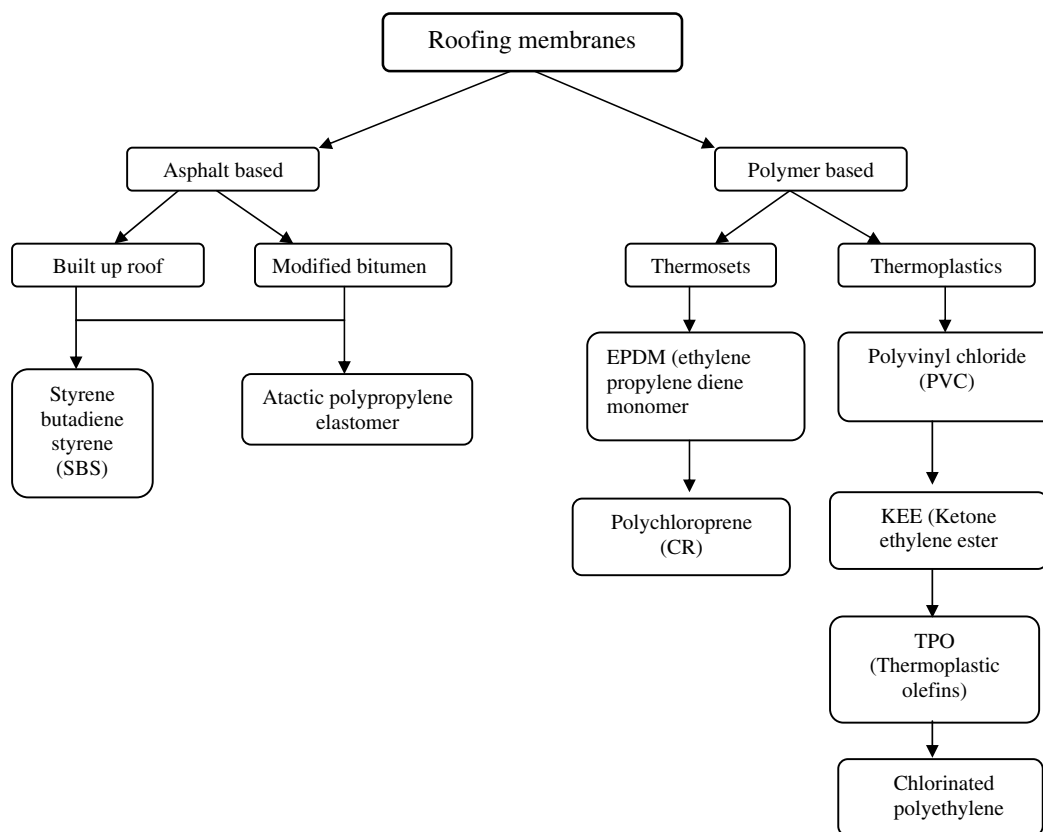 Roofing membranes
Asphalt based
Polymer based
Built up roof
Modified bitumen
Thermosets
Thermoplastics
Styrene
butadiene
styrene
(SBS)
Atactic polypropylene
elastomer
EPDM (ethylene
propylene diene
monomer
Polyvinyl chloride
(PVC)
Polychloroprene
(CR)
KEE (Ketone
ethylene ester
TPO
(Thermoplastic
olefins)
Chlorinated
polyethylene